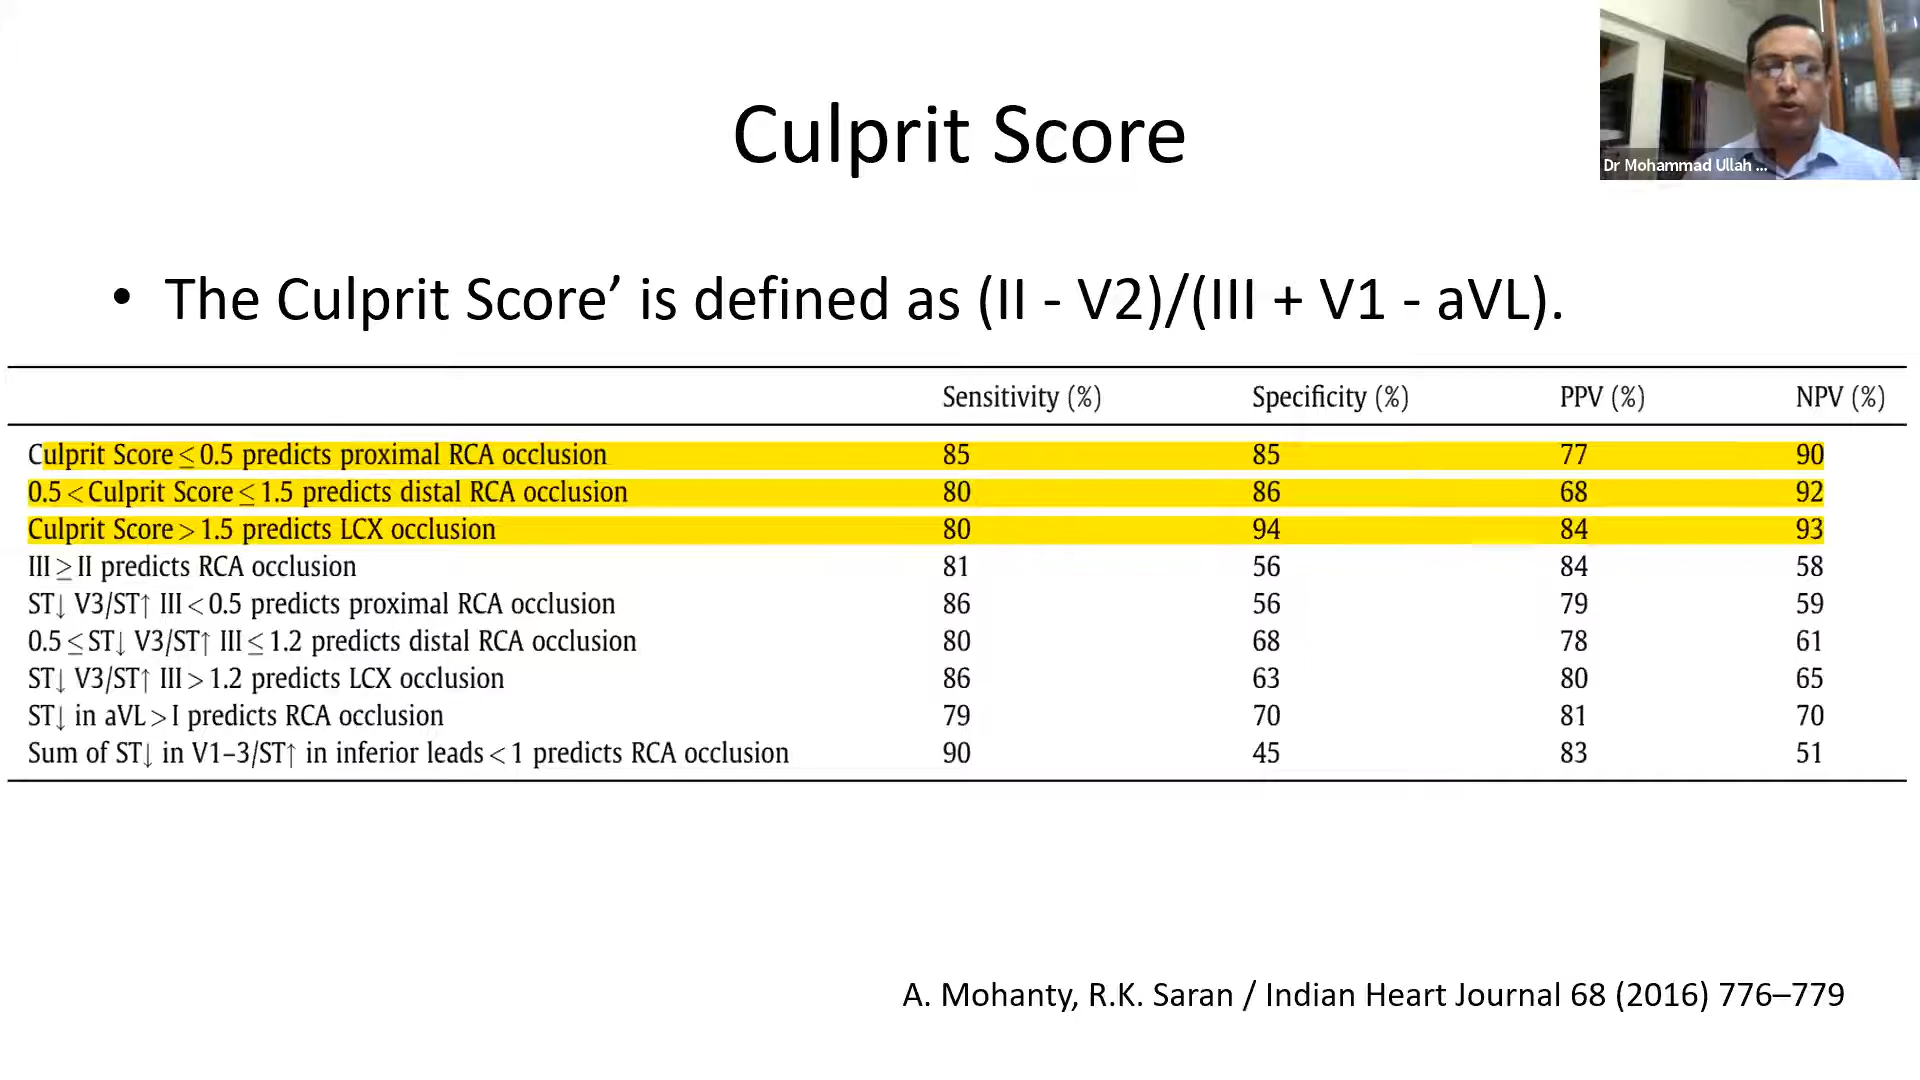 Dr Mohammad Ullah ...
Culprit Score
• The Culprit Score’ is defined as (II - V2)/(III + V1 - aVL).
Sensitivity (%) Specificity (%) PPV (%) NPV (%)
Culprit Score ≤ 0.5 predicts proximal RCA occlusion 85 85 77 90
0.5 < Culprit Score ≤ 1.5 predicts distal RCA occlusion 80 86 68 92
Culprit Score > 1.5 predicts LCX occlusion 80 94 84 93
III ≥ II predicts RCA occlusion 81 56 84 58
ST↓ V3/ST↑ III < 0.5 predicts proximal RCA occlusion 86 56 79 59
0.5 ≤ ST↓ V3/ST↑ III ≤ 1.2 predicts distal RCA occlusion 80 68 78 61
ST↓ V3/ST↑ III > 1.2 predicts LCX occlusion 86 63 80 65
ST↓ in aVL > I predicts RCA occlusion 79 70 81 70
Sum of ST↓ in V1–3/ST↑ in inferior leads < 1 predicts RCA occlusion 90 45 83 51
A. Mohanty, R.K. Saran / Indian Heart Journal 68 (2016) 776–779